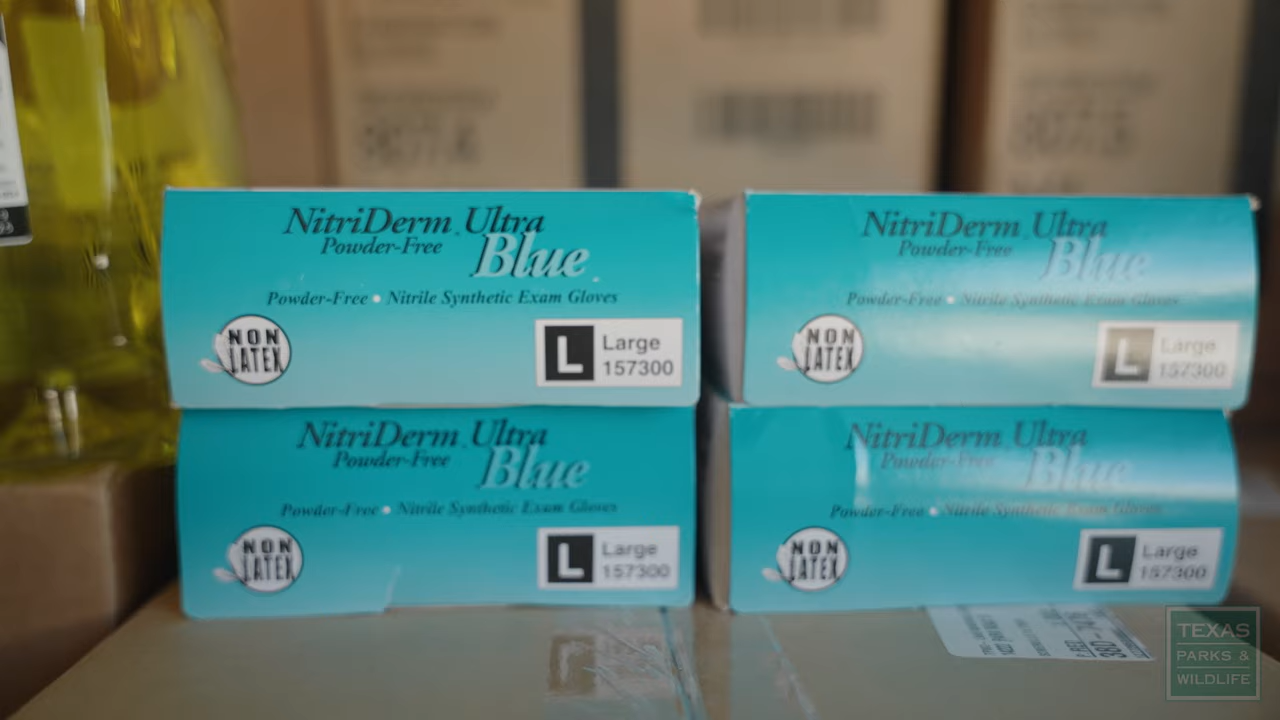 NitriDerm Ultra
Powder-Free Blue
Powder-Free • Nitrile Synthetic Exam Gloves
NON
LATEX
L Large
157300
NitriDerm Ultra
Powder-Free Blue
Powder-Free • Nitrile Synthetic Exam Gloves
NON
LATEX
L Large
157300
NitriDerm Ultra
Powder-Free Blue
Powder-Free • Nitrile Synthetic Exam Gloves
NON
LATEX
L Large
157300
NitriDerm Ultra
Powder-Free Blue
Powder-Free • Nitrile Synthetic Exam Gloves
NON
LATEX
L Large
157300
TEXAS
PARKS &
WILDLIFE